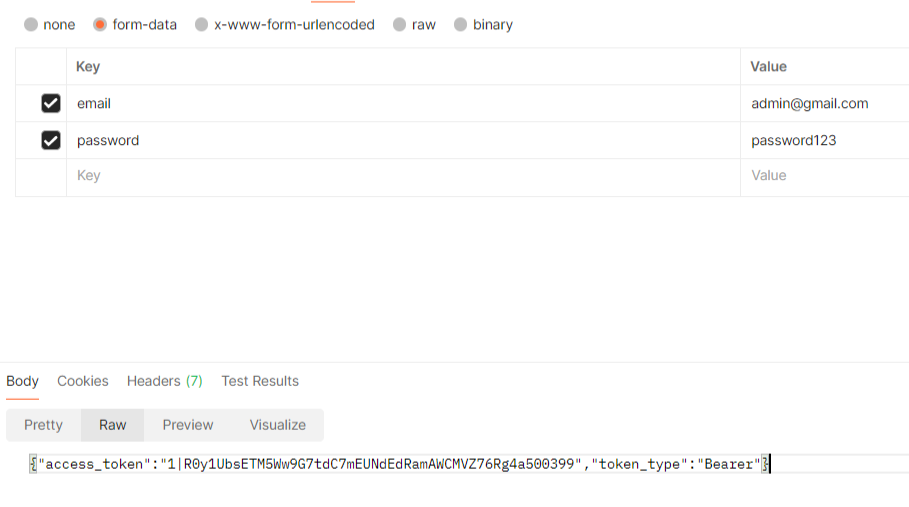 none form-data x-www-form-urlencoded raw binary
Key Value
email admin@gmail.com
password password123
Key Value
Body Cookies Headers (7) Test Results
Pretty Raw Preview Visualize
{"access_token":"1|R0y1UbsETM5Ww9G7tdC7mEUNdEdRamAWCMVZ76Rg4a500399","token_type":"Bearer"}